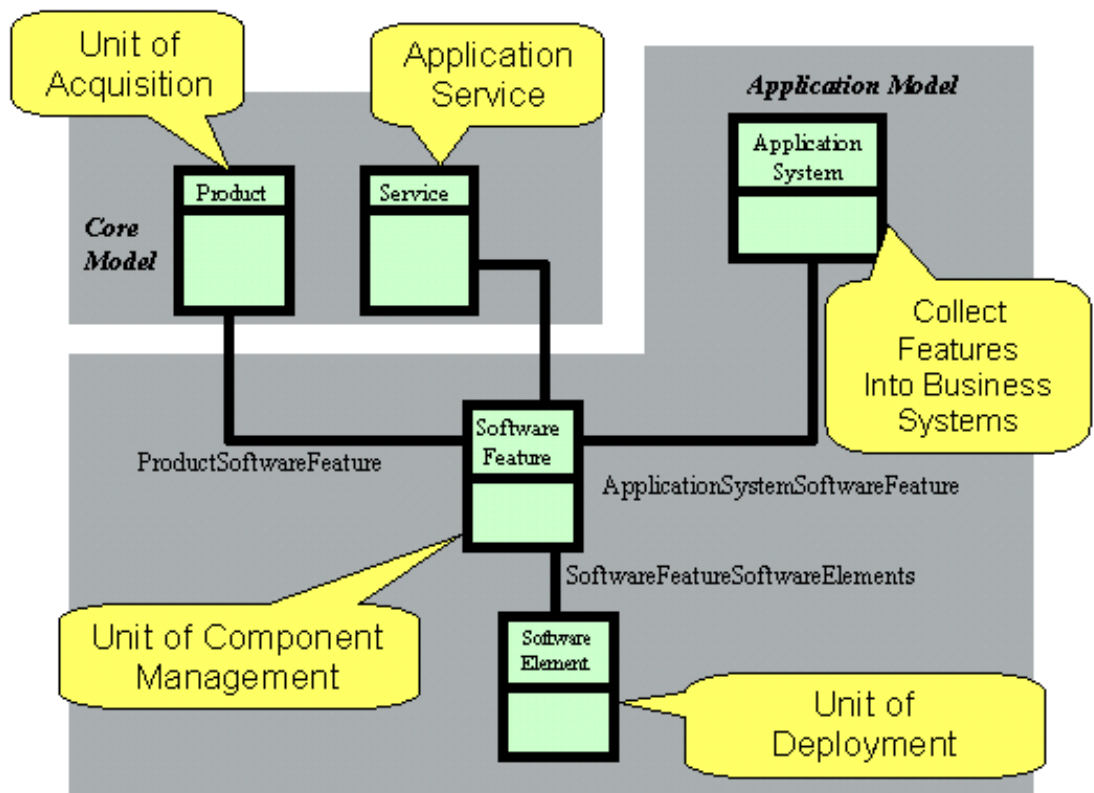 Unit of
Acquisition
Application
Service
Application Model
Application
System
Product
Service
Core
Model
Collect
Features
Into Business
Systems
Software
Feature
ProductSoftwareFeature
ApplicationSystemSoftwareFeature
SoftwareFeatureSoftwareElements
Unit of Component
Management
Software
Element
Unit of
Deployment